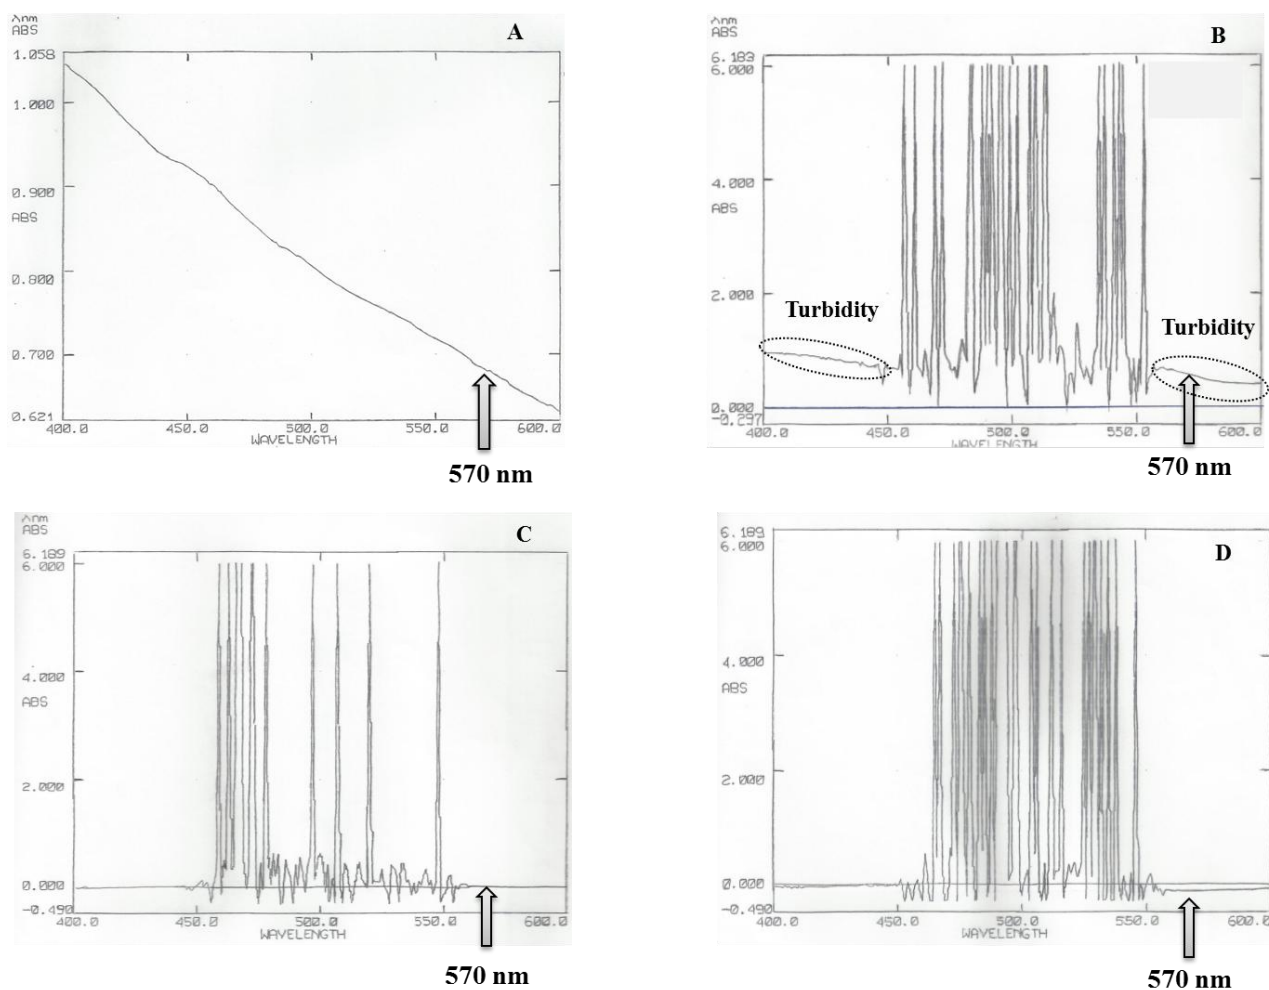 λnm
ABS
A
1.058
1.000
0.900
ABS
0.800
0.700
0.621
400.0 450.0 500.0 550.0 600.0
WAVELENGTH
570 nm
λnm
ABS
B
6.189
6.000
4.000
ABS
2.000
Turbidity
Turbidity
0.000
-0.297
400.0 450.0 500.0 550.0 600.0
WAVELENGTH
570 nm
λnm
ABS
C
6.189
6.000
4.000
ABS
2.000
0.000
-0.490
400.0 450.0 500.0 550.0 600.0
WAVELENGTH
570 nm
D
6.189
6.000
4.000
ABS
2.000
0.000
-0.490
400.0 450.0 500.0 550.0 600.0
WAVELENGTH
570 nm